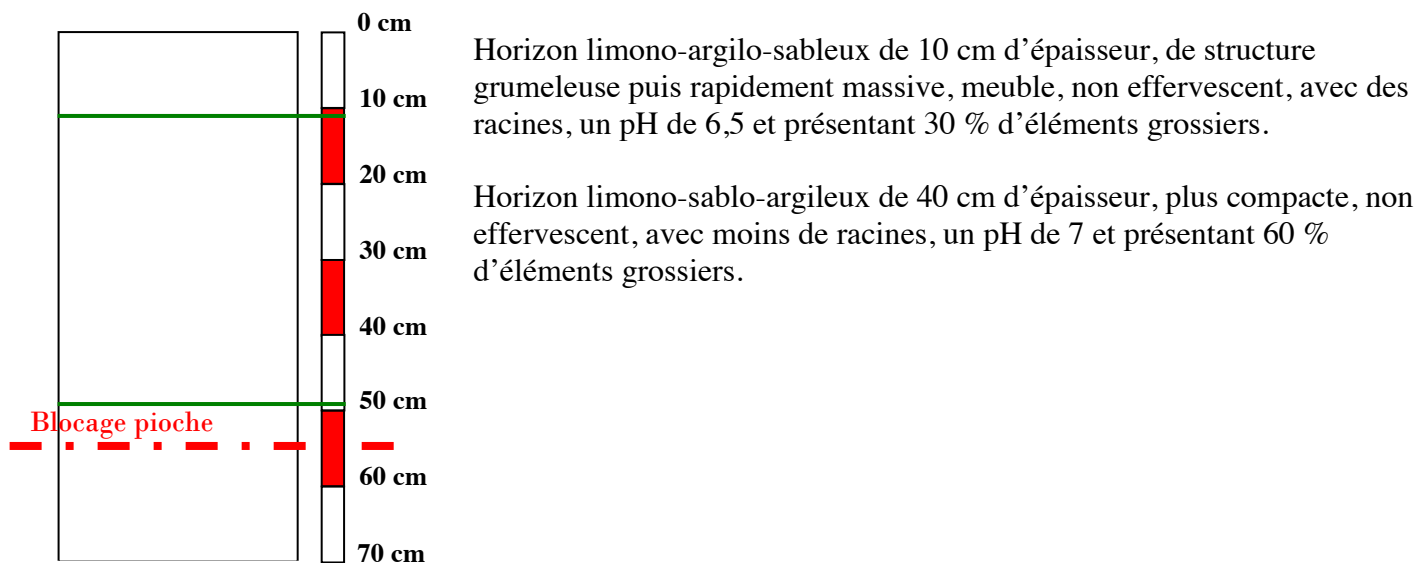 0 cm
10 cm
20 cm
30 cm
40 cm
50 cm
60 cm
70 cm
Blocage pioche
Horizon limono-argilo-sableux de 10 cm d’épaisseur, de structure
grumeleuse puis rapidement massive, meuble, non effervescent, avec des
racines, un pH de 6,5 et présentant 30 % d’éléments grossiers.
Horizon limono-sablo-argileux de 40 cm d’épaisseur, plus compacte, non
effervescent, avec moins de racines, un pH de 7 et présentant 60 %
d’éléments grossiers.